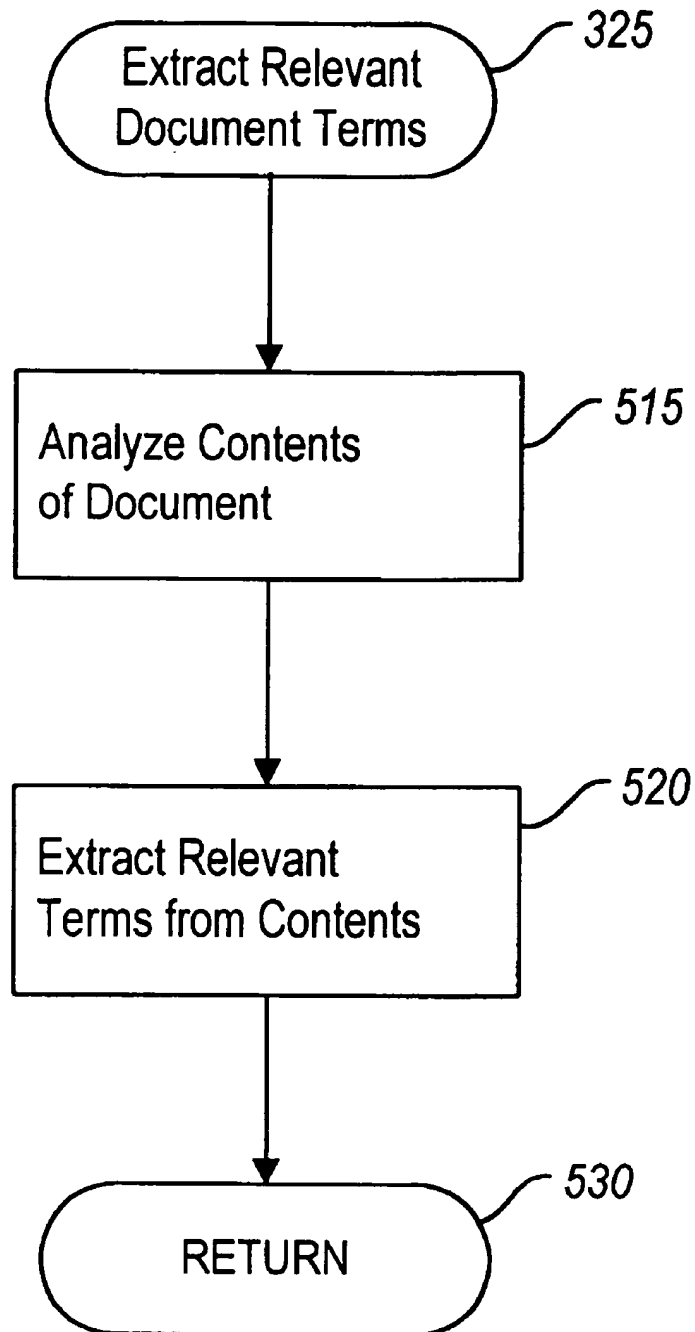 325
Extract Relevant
Document Terms
515
Analyze Contents
of Document
520
Extract Relevant
Terms from Contents
530
RETURN